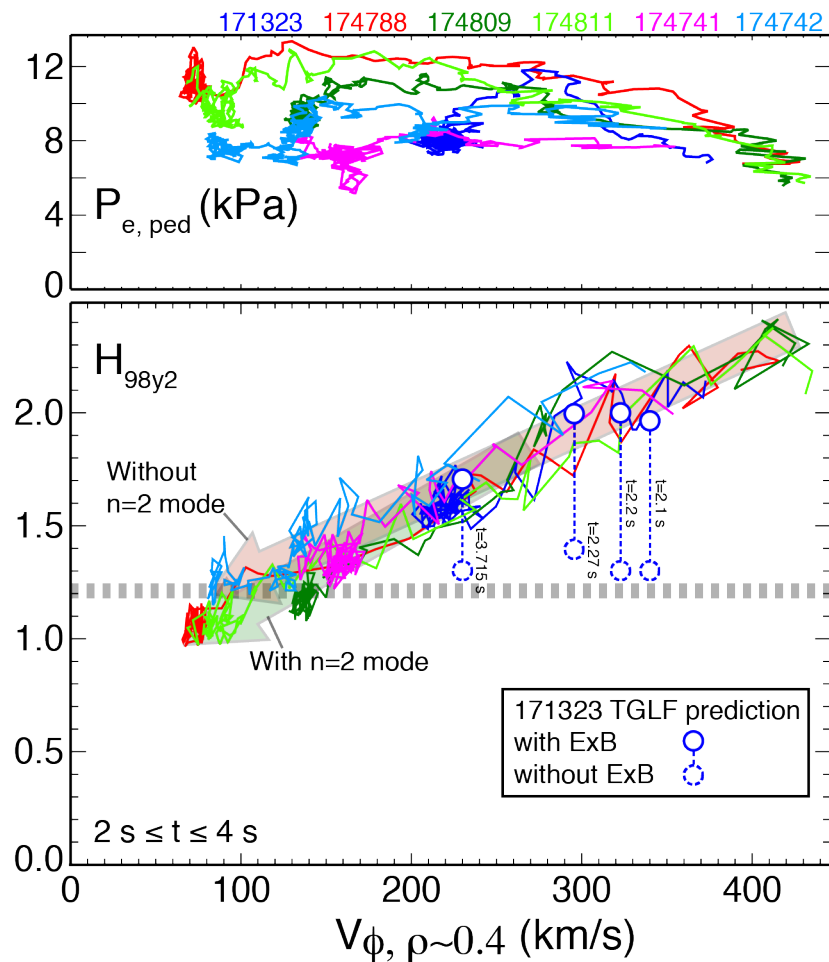 171323 174788 174809 174811 174741 174742
12
8
4
0
P e, ped (kPa)
H 98y2
2.0
1.5
1.0
0.5
0.0
Without
n=2 mode
With n=2 mode
t=3.715 s
t=2.27 s
t=2.2 s
t=2.1 s
171323 TGLF prediction
with ExB
without ExB
2 s ≤ t ≤ 4 s
0 100 200 300 400
Vϕ, ρ~0.4 (km/s)